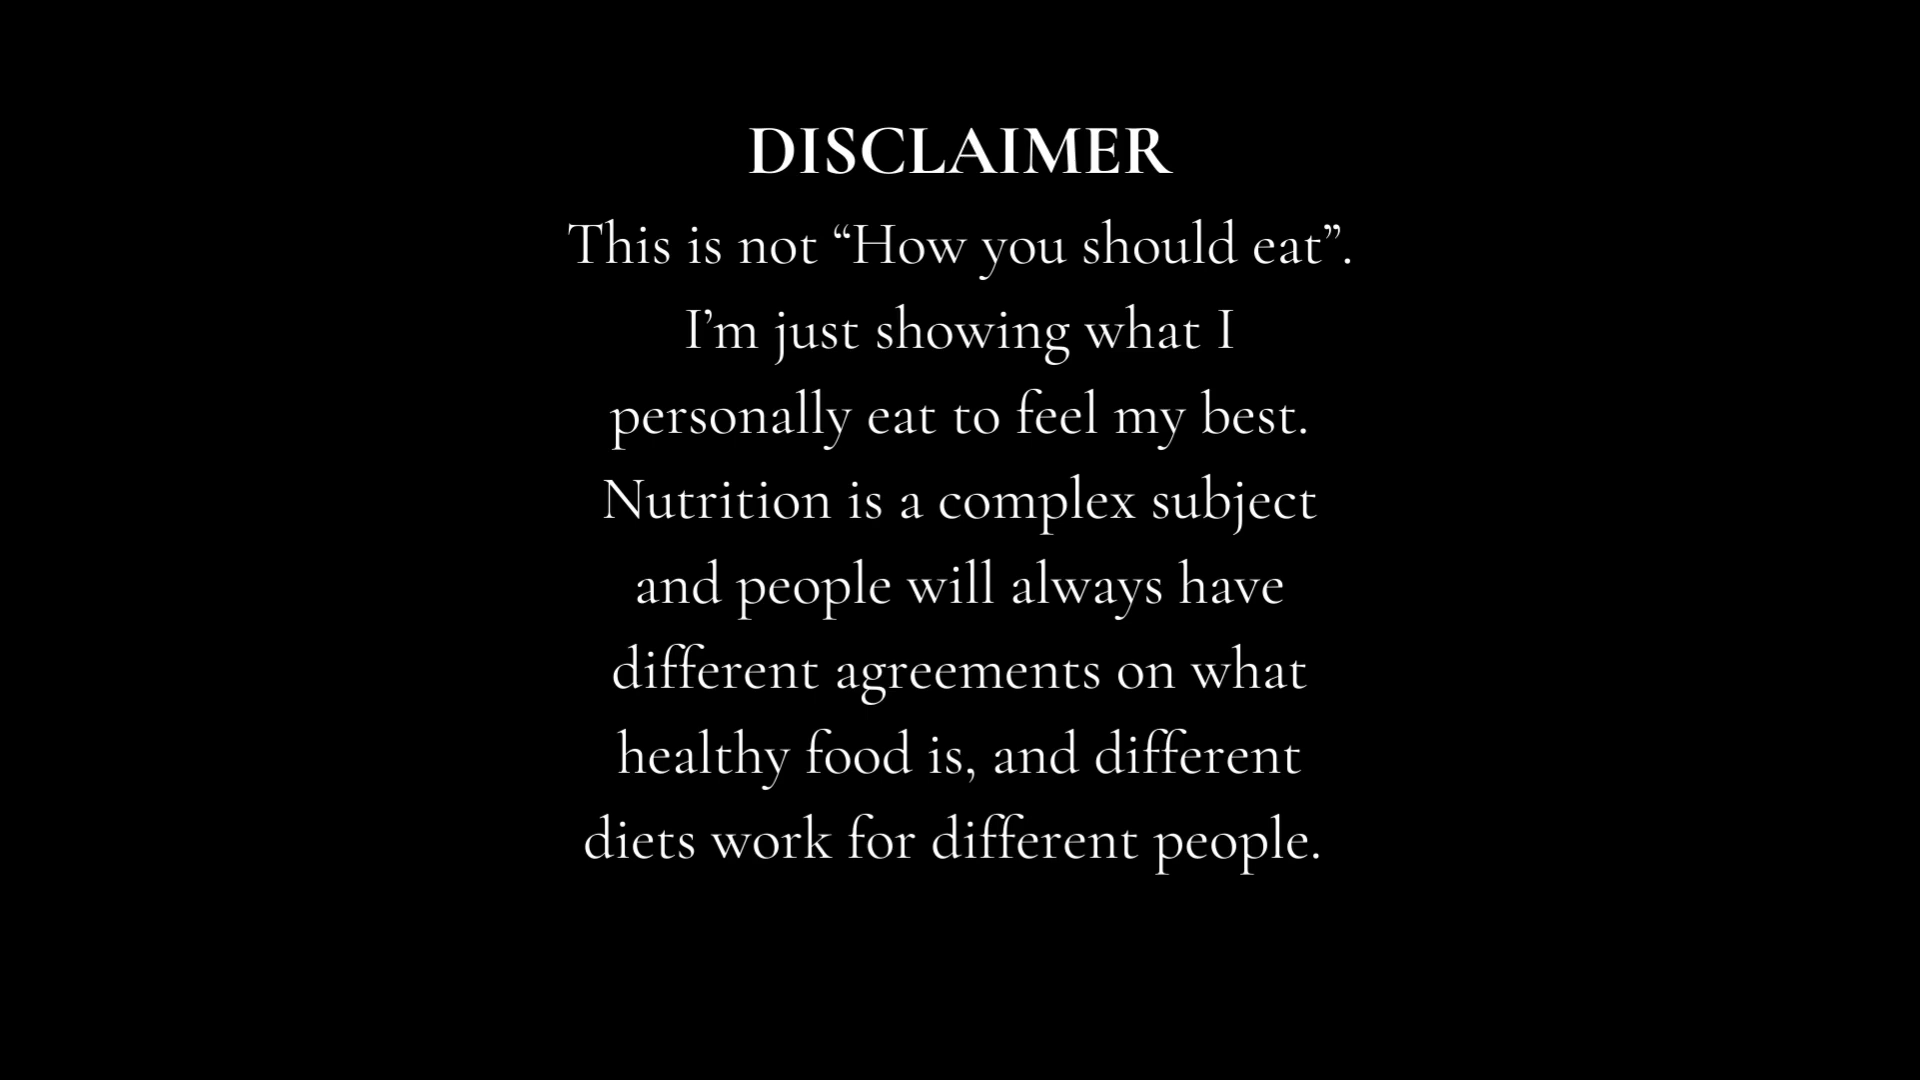 DISCLAIMER
This is not “How you should eat”.
I’m just showing what I
personally eat to feel my best.
Nutrition is a complex subject
and people will always have
different agreements on what
healthy food is, and different
diets work for different people.